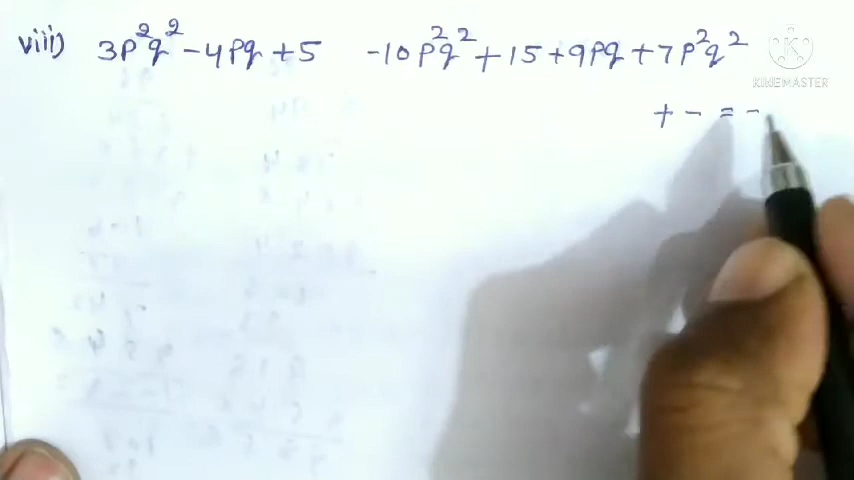 viii) 3p²q² - 4pq + 5 -10p²q² + 15 + 9pq + 7p²q²
KINEMASTER
+ - = -